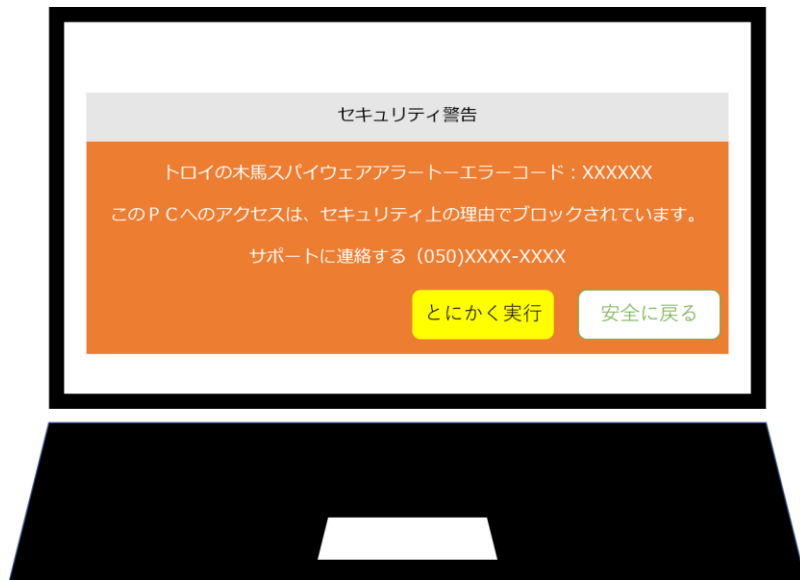 セキュリティ警告
トロイの木馬スパイウェアアラートーエラーコード：XXXXXX
このＰＣへのアクセスは、セキュリティ上の理由でブロックされています。
サポートに連絡する（050)XXXX-XXXX
とにかく実行
安全に戻る